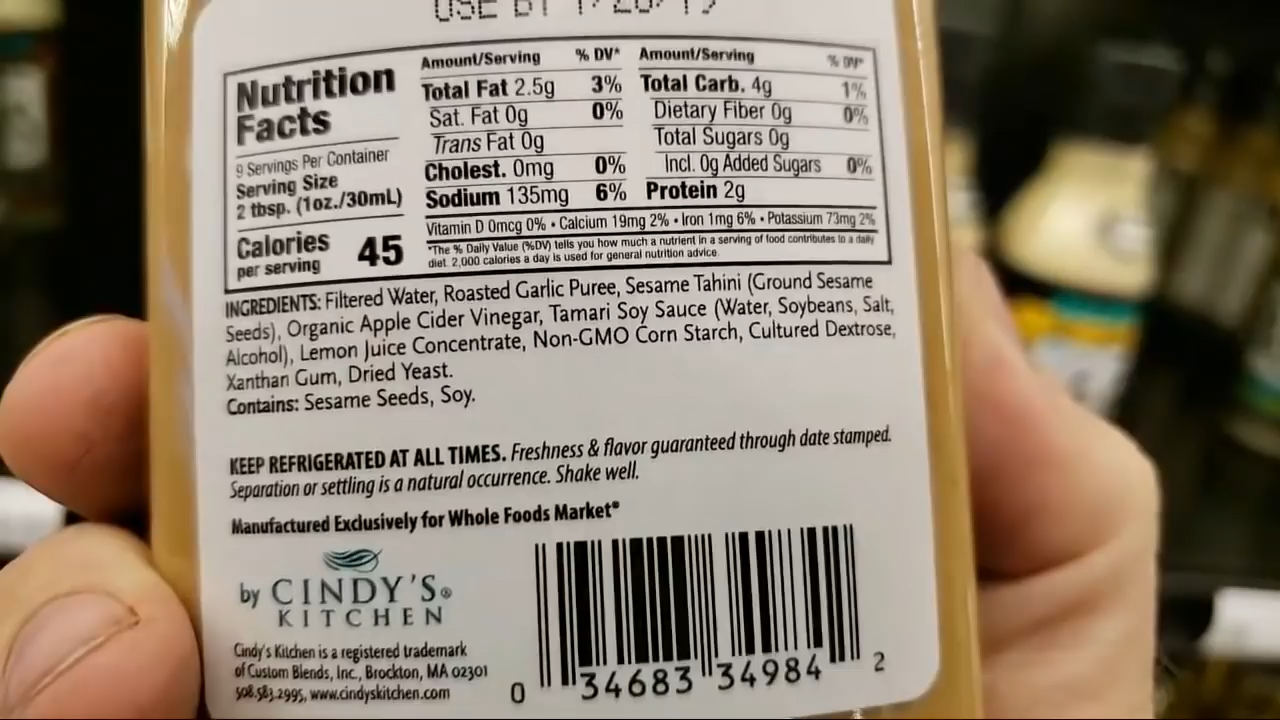 USE BY 1/20/19
Nutrition
Facts
9 Servings Per Container
Serving Size
2 tbsp. (1oz./30mL)
Calories
per serving 45
Amount/Serving % DV*
Total Fat 2.5g 3%
Sat. Fat 0g 0%
Trans Fat 0g
Cholest. 0mg 0%
Sodium 135mg 6%
Amount/Serving % DV*
Total Carb. 4g 1%
Dietary Fiber 0g 0%
Total Sugars 0g
Incl. 0g Added Sugars 0%
Protein 2g
Vitamin D 0mcg 0% • Calcium 19mg 2% • Iron 1mg 6% • Potassium 73mg 2%
*The % Daily Value (%DV) tells you how much a nutrient in a serving of food contributes to a daily
diet. 2,000 calories a day is used for general nutrition advice.
INGREDIENTS: Filtered Water, Roasted Garlic Puree, Sesame Tahini (Ground Sesame
Seeds), Organic Apple Cider Vinegar, Tamari Soy Sauce (Water, Soybeans, Salt,
Alcohol), Lemon Juice Concentrate, Non-GMO Corn Starch, Cultured Dextrose,
Xanthan Gum, Dried Yeast.
Contains: Sesame Seeds, Soy.
KEEP REFRIGERATED AT ALL TIMES. Freshness & flavor guaranteed through date stamped.
Separation or settling is a natural occurrence. Shake well.
Manufactured Exclusively for Whole Foods Market®
by CINDY'S®
KITCHEN
Cindy's Kitchen is a registered trademark
of Custom Blends, Inc., Brockton, MA 02301
508.583.2995, www.cindyskitchen.com
0 34683 34984 2